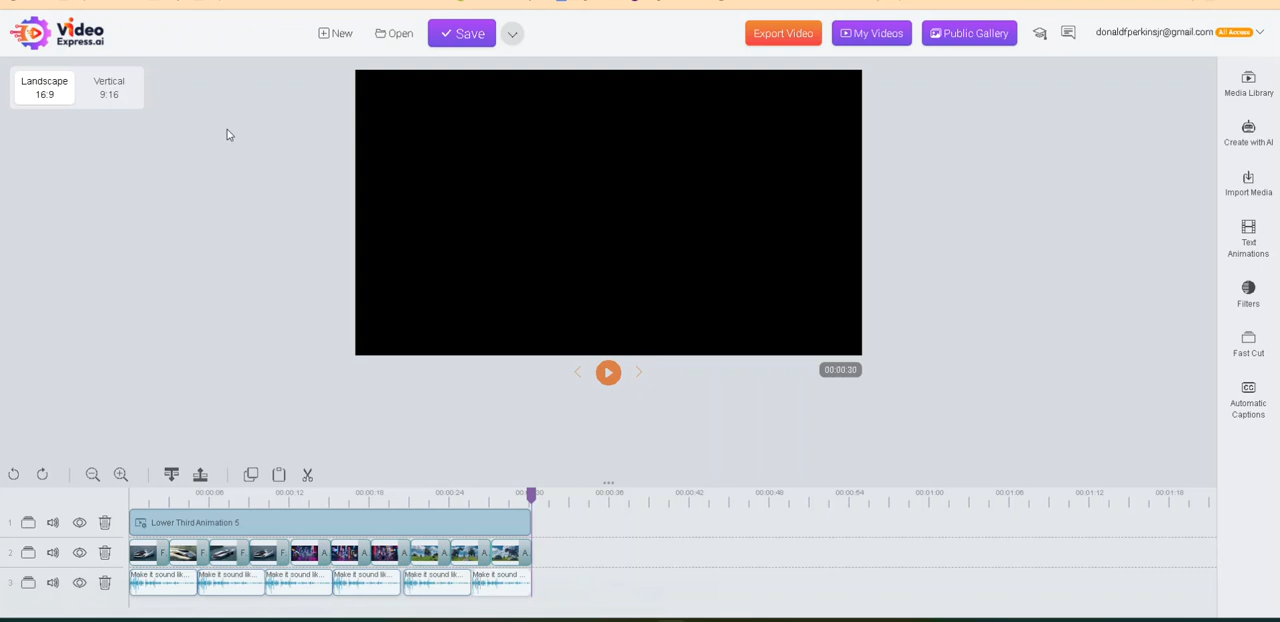 Video
Express.ai
New
Open
Save
Export Video
My Videos
Public Gallery
donaldfperkinsjr@gmail.com
All Access
Landscape
16:9
Vertical
9:16
Media Library
Create with AI
Import Media
Text
Animations
Filters
Fast Cut
CC
Automatic
Captions
00:00:30
00:00:06
00:00:12
00:00:18
00:00:24
00:00:36
00:00:42
00:00:48
00:00:54
00:01:00
00:01:06
00:01:12
00:01:18
1
Lower Third Animation 5
2
F F F F A A A A A A
3
Make it sound lik... Make it sound lik... Make it sound lik... Make it sound lik... Make it sound lik... Make it sound ...